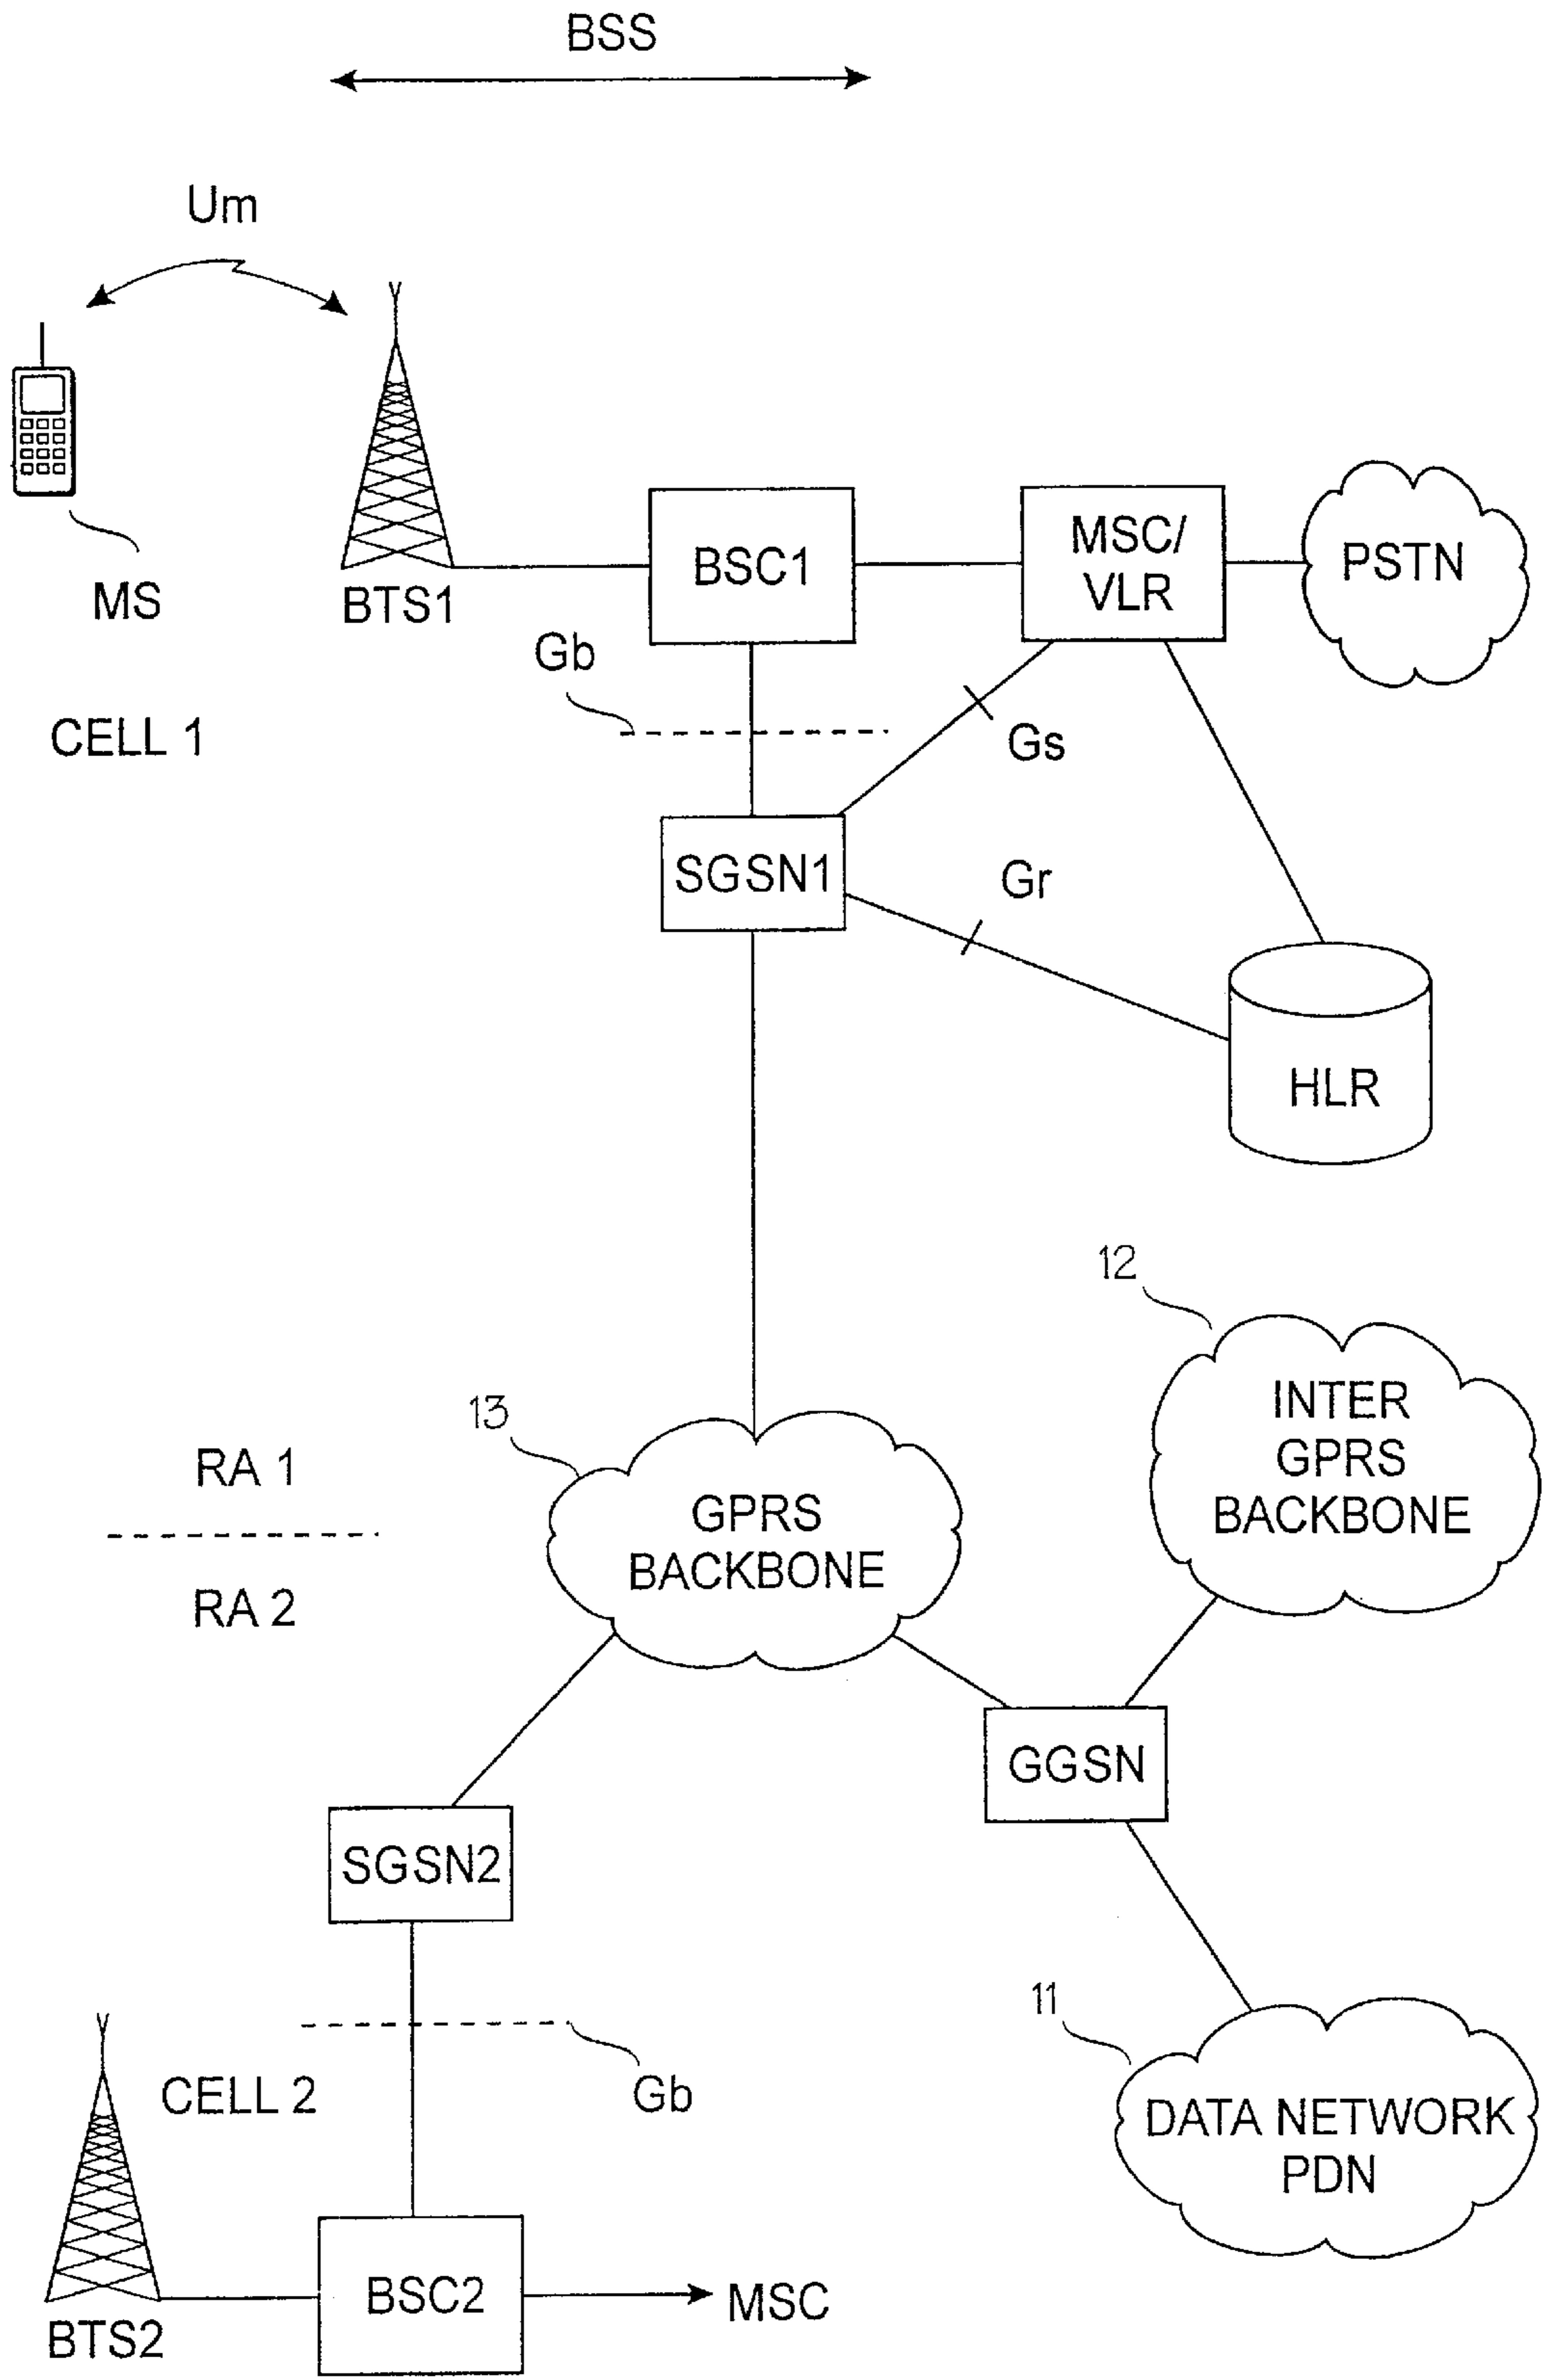 BSS
Um
MS
BTS1
BSC1
MSC/
VLR
PSTN
Gb
Gs
CELL 1
SGSN1
Gr
HLR
12
INTER
GPRS
BACKBONE
13
RA 1
GPRS
BACKBONE
RA 2
GGSN
SGSN2
11
CELL 2
Gb
DATA NETWORK
PDN
BSC2
MSC
BTS2